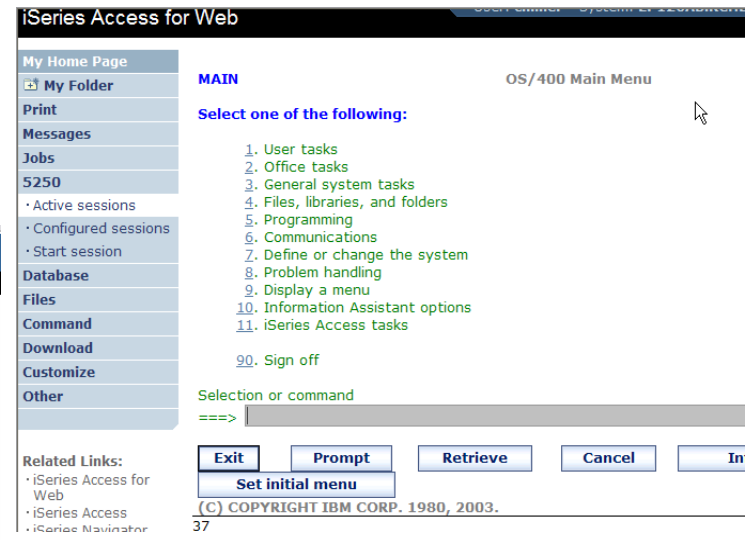 iSeries Access for Web
My Home Page
My Folder
Print
Messages
Jobs
5250
· Active sessions
· Configured sessions
· Start session
Database
Files
Command
Download
Customize
Other
Related Links:
· iSeries Access for
Web
· iSeries Access
· iSeries Navigator
MAIN OS/400 Main Menu
Select one of the following:
1. User tasks
2. Office tasks
3. General system tasks
4. Files, libraries, and folders
5. Programming
6. Communications
7. Define or change the system
8. Problem handling
9. Display a menu
10. Information Assistant options
11. iSeries Access tasks
90. Sign off
Selection or command
===>
Exit Prompt Retrieve Cancel
Set initial menu
(C) COPYRIGHT IBM CORP. 1980, 2003.
37